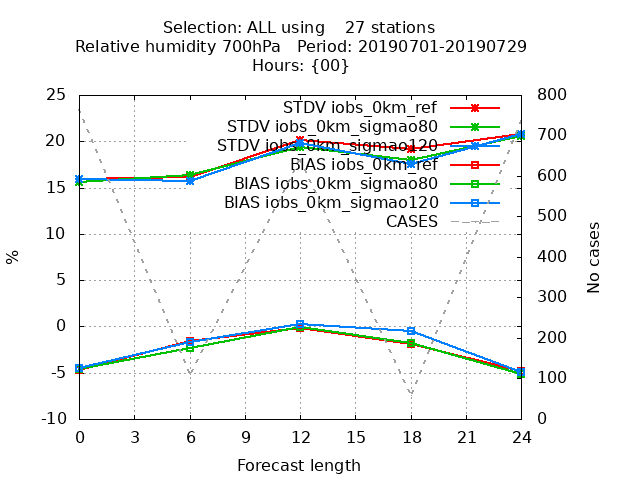 Selection: ALL using    27 stations
Relative humidity 700hPa   Period: 20190701-20190729
Hours: {00}
STDV iobs_0km_ref
STDV iobs_0km_sigmao80
STDV iobs_0km_sigmao120
BIAS iobs_0km_ref
BIAS iobs_0km_sigmao80
BIAS iobs_0km_sigmao120
CASES
25
20
15
10
5
0
-5
-10
%
800
700
600
500
400
300
200
100
0
No cases
0 3 6 9 12 15 18 21 24
Forecast length